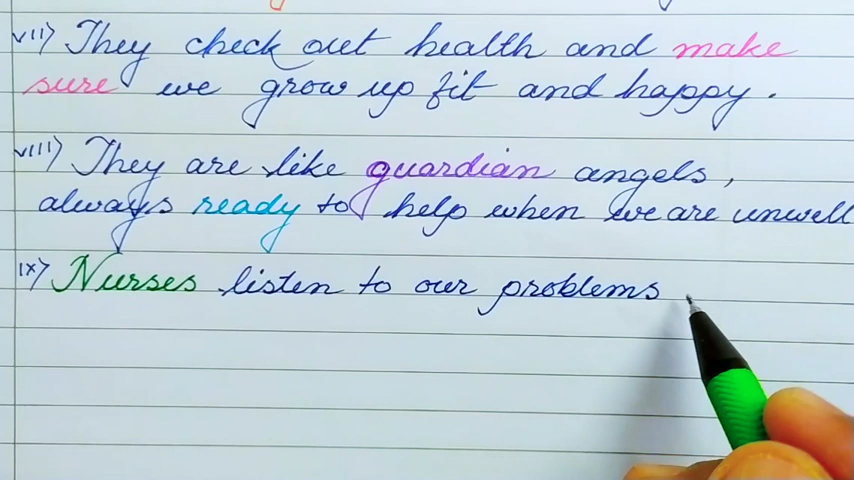 vii) They check out health and make
sure we grow up fit and happy.
viii) They are like guardian angels,
always ready to help when we are unwell
ix) Nurses listen to our problems